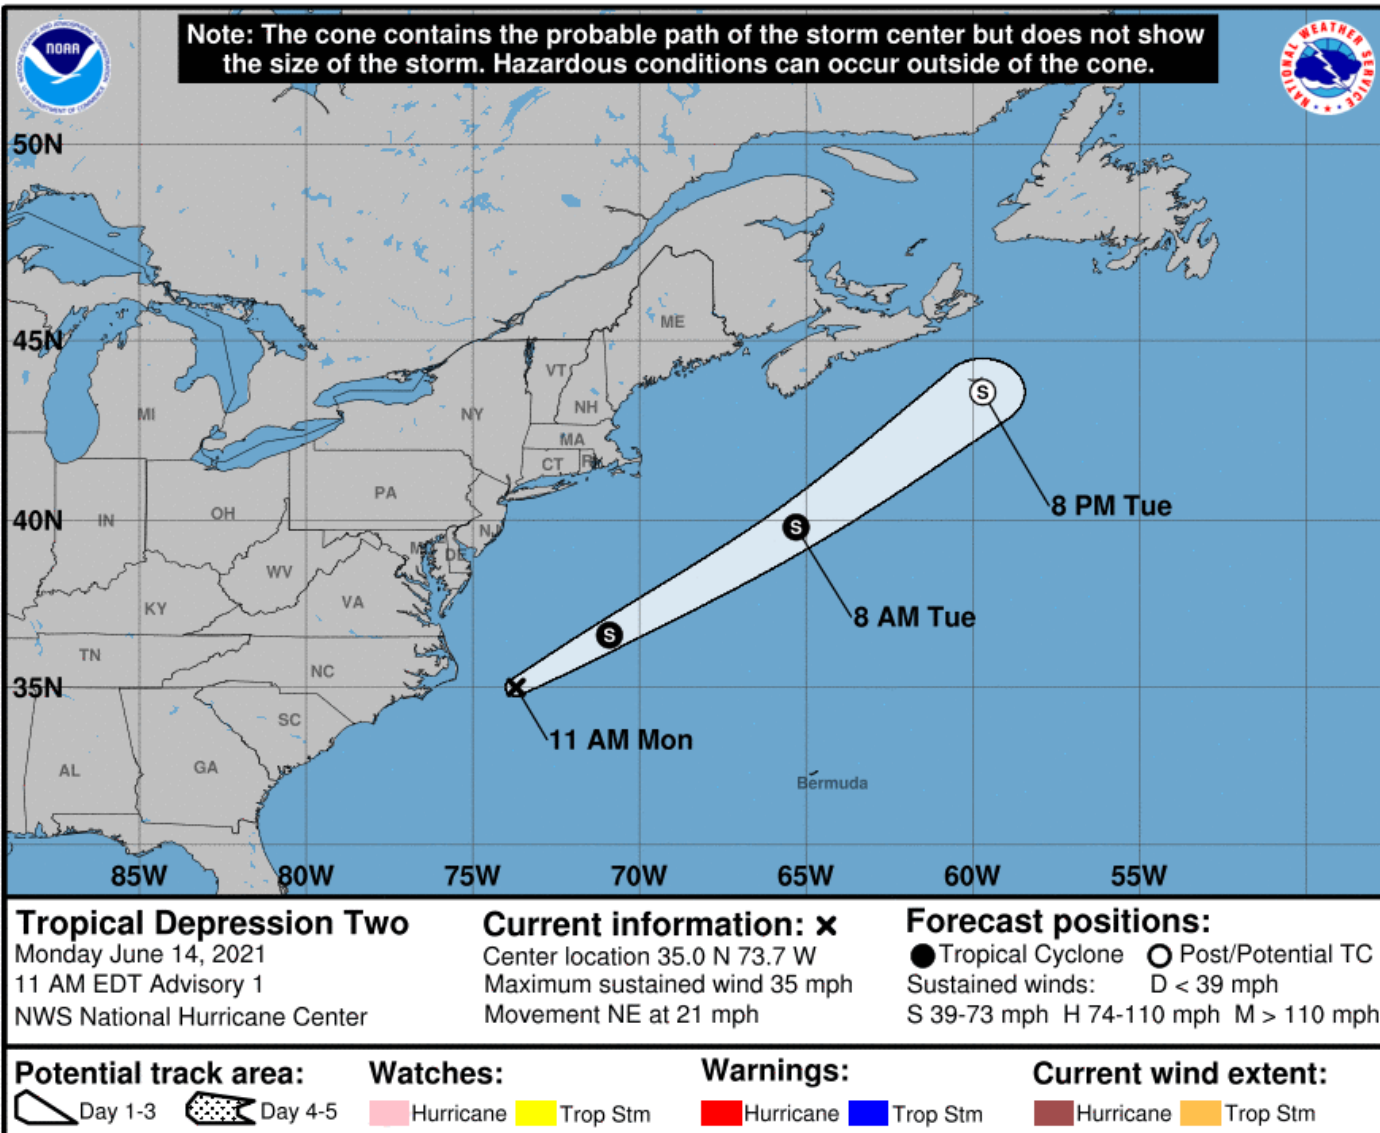 Note: The cone contains the probable path of the storm center but does not show
the size of the storm. Hazardous conditions can occur outside of the cone.
NOAA
NATIONAL WEATHER SERVICE
50N
45N
40N
35N
ME
VT
NH
MI
NY
MA
CT
PA
IN
OH
NJ
DE
WV
VA
KY
TN
NC
SC
AL
GA
S
8 PM Tue
S
8 AM Tue
S
11 AM Mon
Bermuda
85W 80W 75W 70W 65W 60W 55W
Tropical Depression Two
Monday June 14, 2021
11 AM EDT Advisory 1
NWS National Hurricane Center
Current information: x
Center location 35.0 N 73.7 W
Maximum sustained wind 35 mph
Movement NE at 21 mph
Forecast positions:
Tropical Cyclone Post/Potential TC
Sustained winds: D < 39 mph
S 39-73 mph H 74-110 mph M > 110 mph
Potential track area:
Day 1-3 Day 4-5
Watches:
Hurricane Trop Stm
Warnings:
Hurricane Trop Stm
Current wind extent:
Hurricane Trop Stm